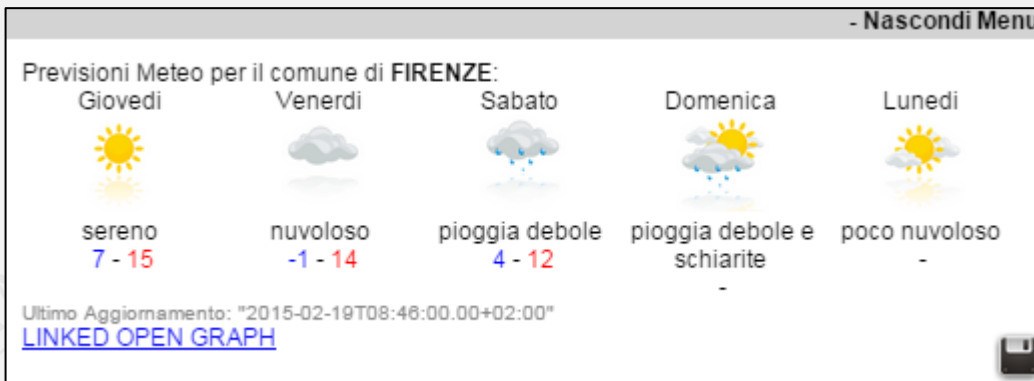 - Nascondi Menu
Previsioni Meteo per il comune di FIRENZE:
Giovedi Venerdi Sabato Domenica Lunedi
sereno nuvoloso pioggia debole pioggia debole e schiarite poco nuvoloso
7 - 15 -1 - 14 4 - 12 - -
Ultimo Aggiornamento: "2015-02-19T08:46:00.00+02:00"
LINKED OPEN GRAPH